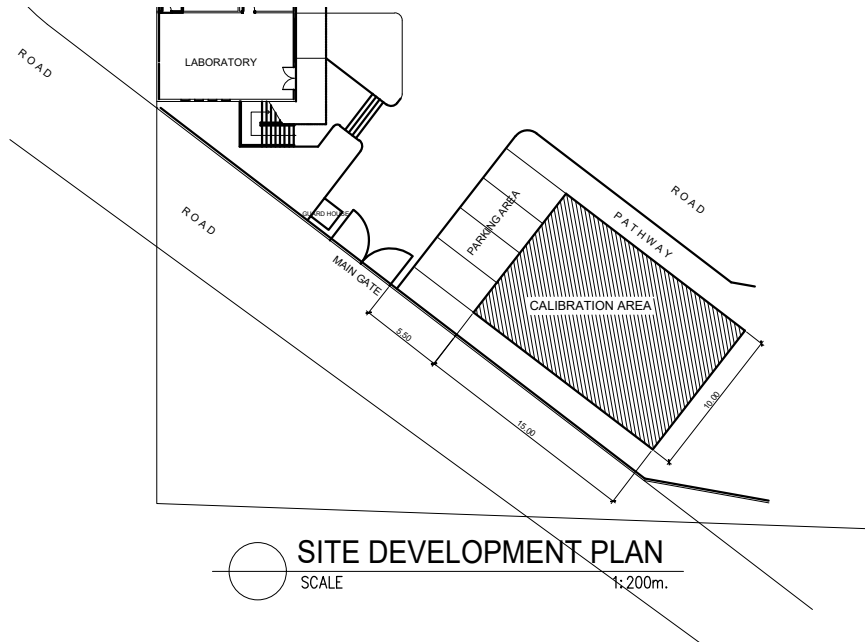 ROAD
LABORATORY
ROAD
GUARD HOUSE
MAIN GATE
PARKING AREA
ROAD
PATHWAY
CALIBRATION AREA
5.50
15.00
10.00
SITE DEVELOPMENT PLAN
SCALE 1:200m.